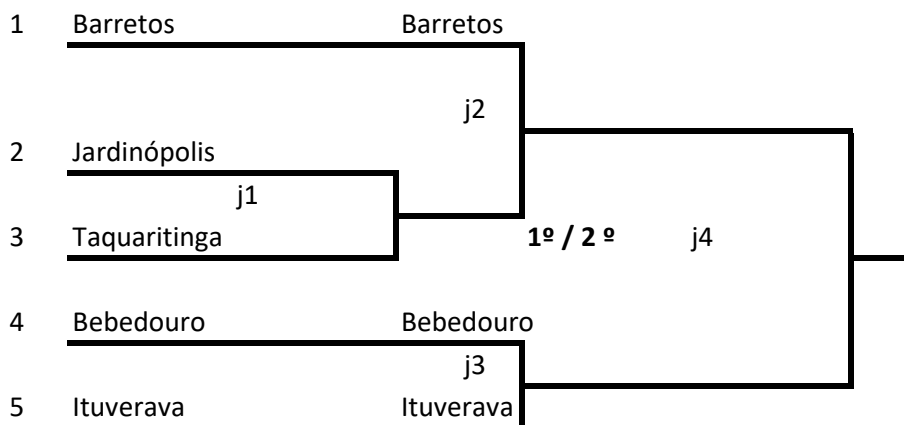 1 Barretos Barretos
j2
2 Jardinópolis
j1
3 Taquaritinga 1º / 2 º j4
4 Bebedouro Bebedouro
j3
5 Ituverava Ituverava